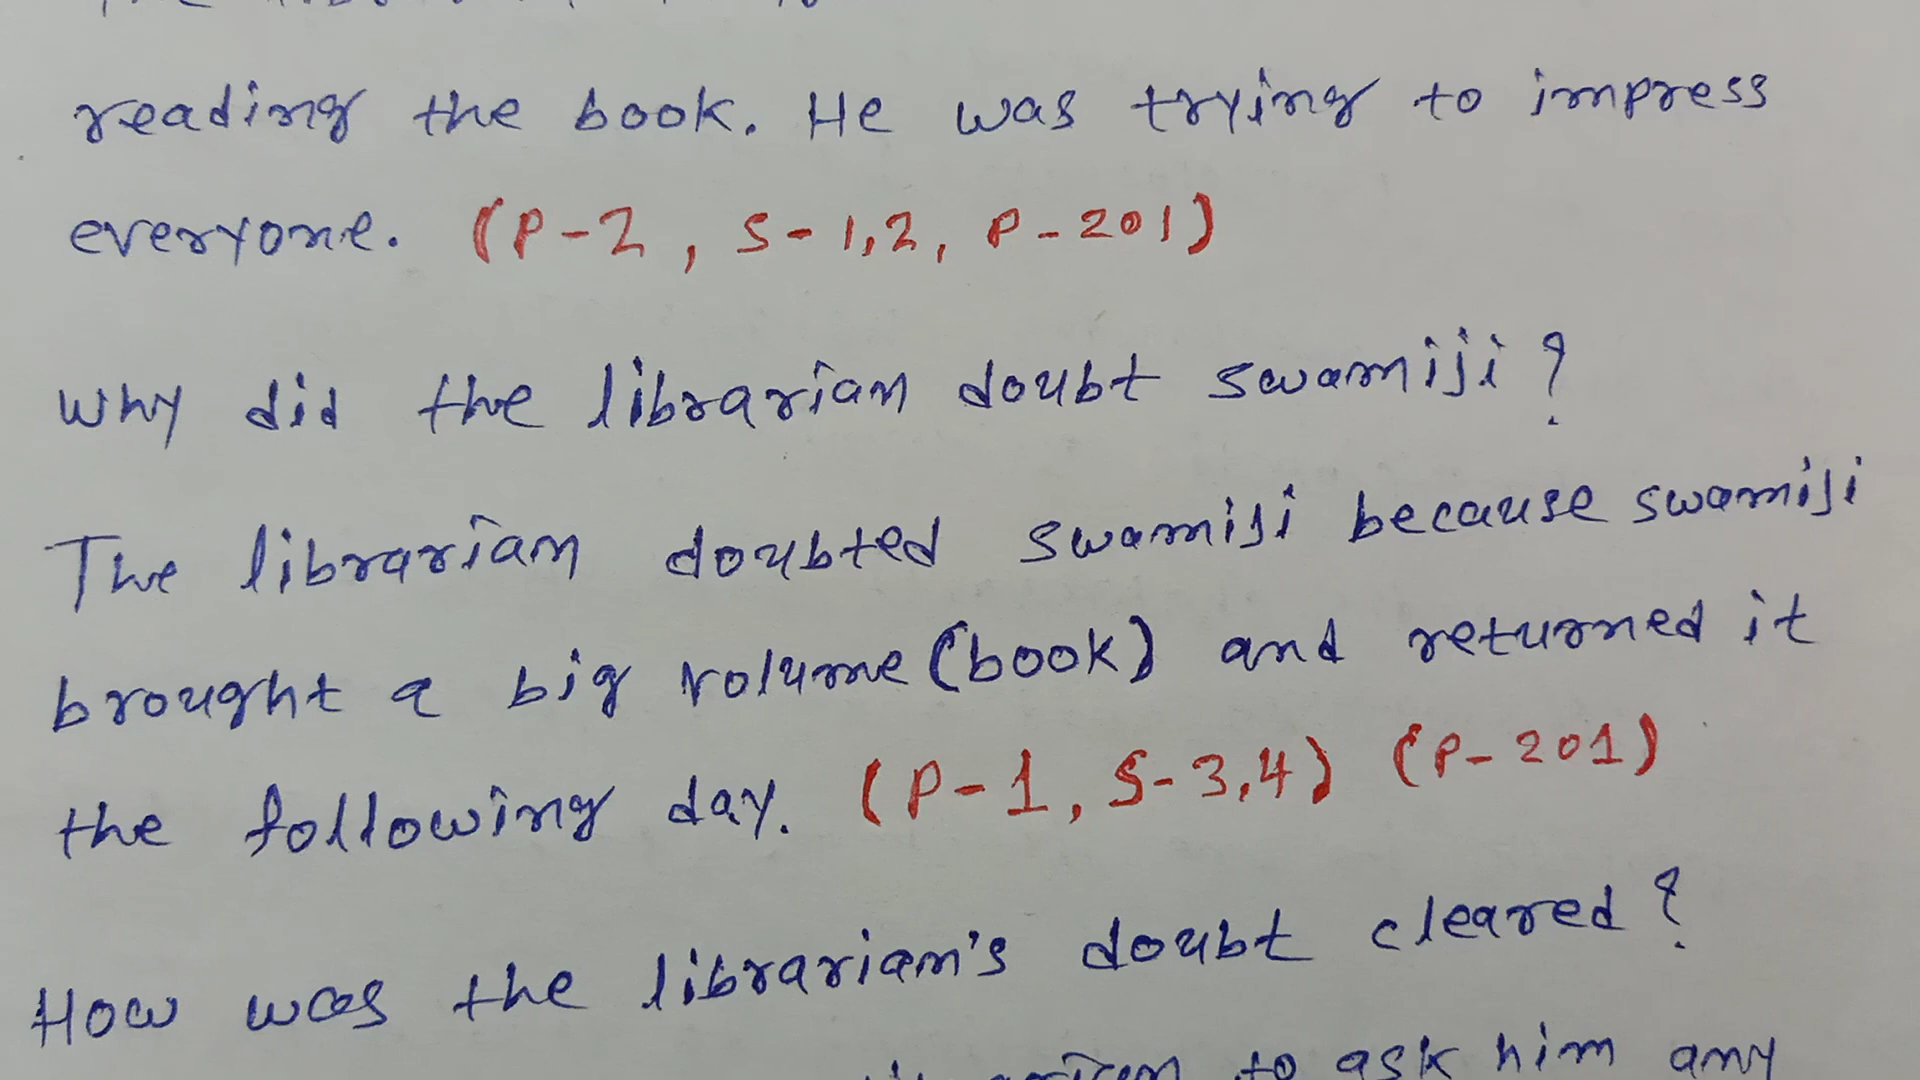 reading the book. He was trying to impress
everyone. (P-2, S-1,2, P-201)
Why did the librarian doubt swamiji?
The librarian doubted swamiji because swamiji
brought a big volume (book) and returned it
the following day. (P-1, S-3,4) (P-201)
How was the librarian's doubt cleared?
to ask him any